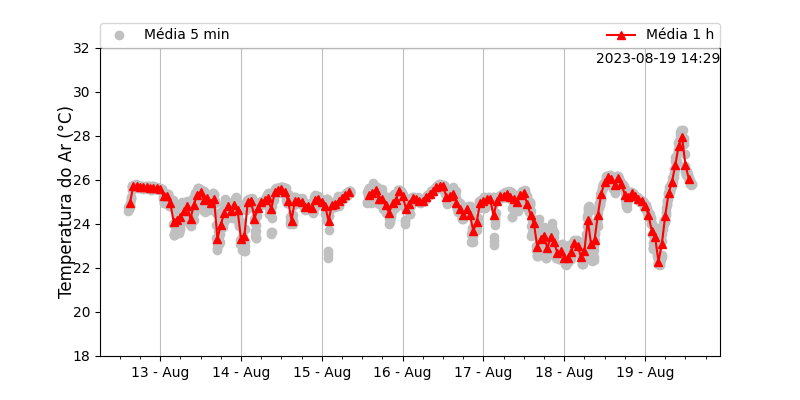 Média 5 min
Média 1 h
2023-08-19 14:29
Temperatura do Ar (°C)
32
30
28
26
24
22
20
18
13 - Aug
14 - Aug
15 - Aug
16 - Aug
17 - Aug
18 - Aug
19 - Aug